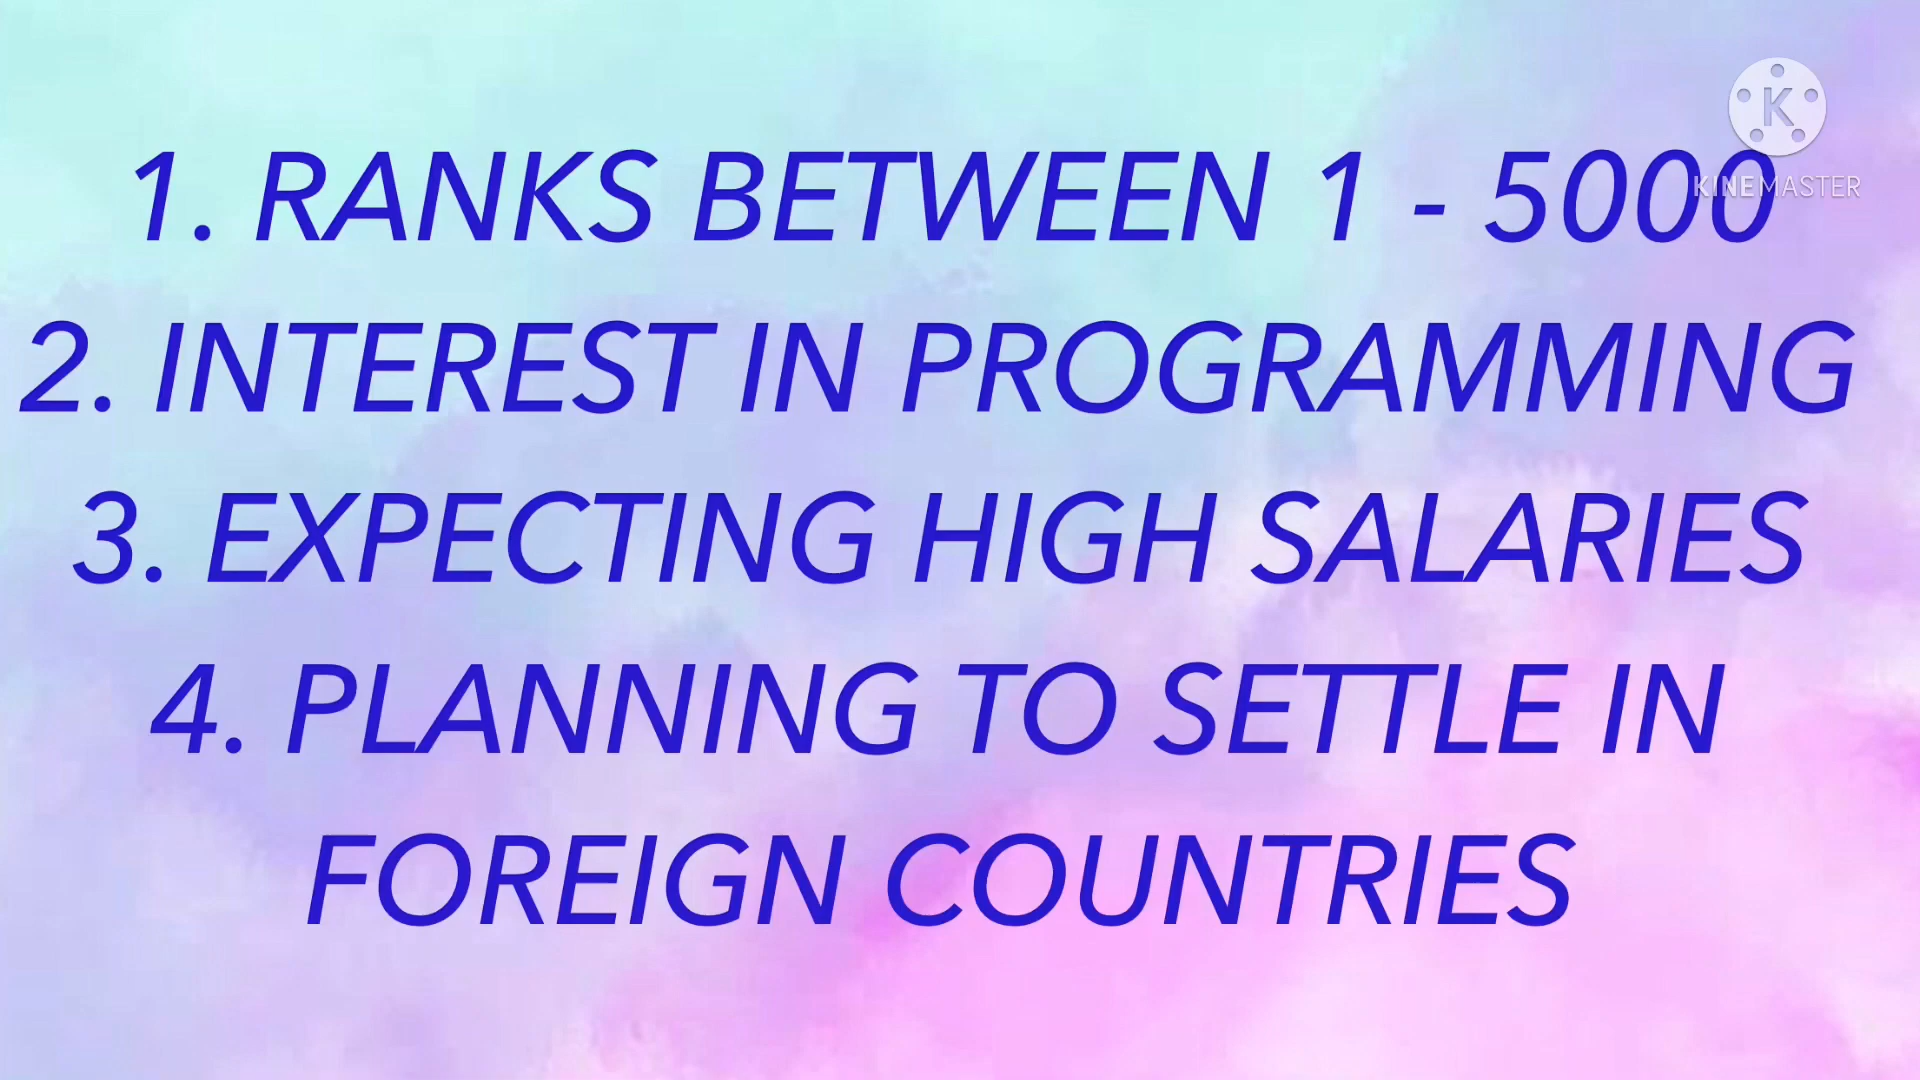 K
KINEMASTER
1. RANKS BETWEEN 1 - 5000
2. INTEREST IN PROGRAMMING
3. EXPECTING HIGH SALARIES
4. PLANNING TO SETTLE IN
FOREIGN COUNTRIES